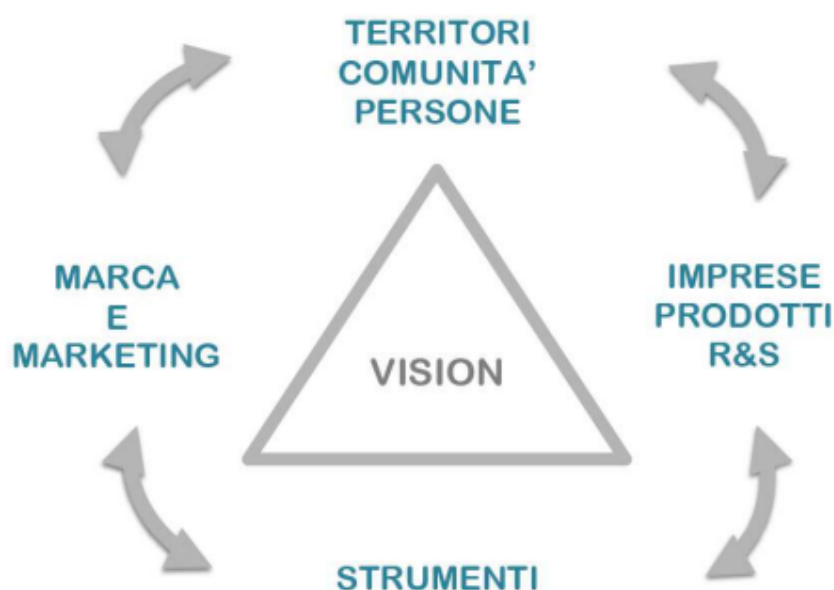 TERRITORI
COMUNITA'
PERSONE
MARCA
E
MARKETING
IMPRESE
PRODOTTI
R&S
VISION
STRUMENTI